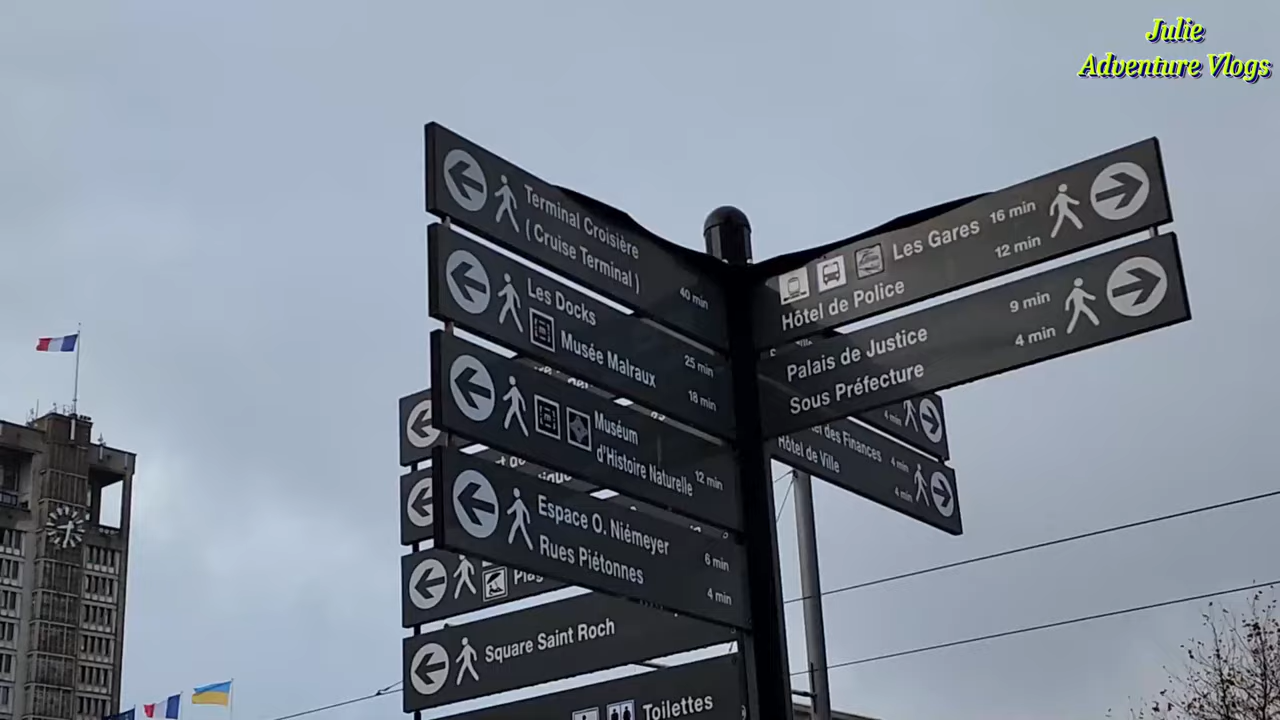 Julie
Adventure Vlogs
Terminal Croisière
( Cruise Terminal )
40 min
Les Docks
25 min
Musée Malraux
18 min
Muséum
d'Histoire Naturelle
12 min
Espace O. Niémeyer
6 min
Rues Piétonnes
4 min
Square Saint Roch
Toilettes
Les Gares 16 min
Hôtel de Police 12 min
Palais de Justice 9 min
Sous Préfecture 4 min
4 min
des Finances 4 min
Hôtel de Ville 4 min